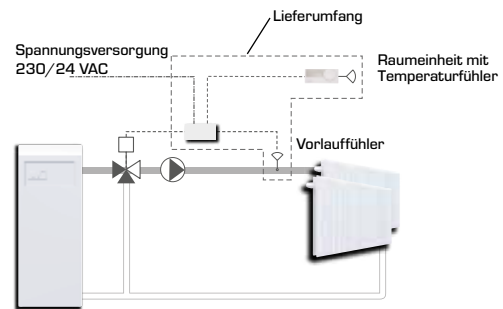 Lieferumfang
Spannungsversorgung
230/24 VAC
Raumeinheit mit
Temperaturfühler
Vorlauffühler